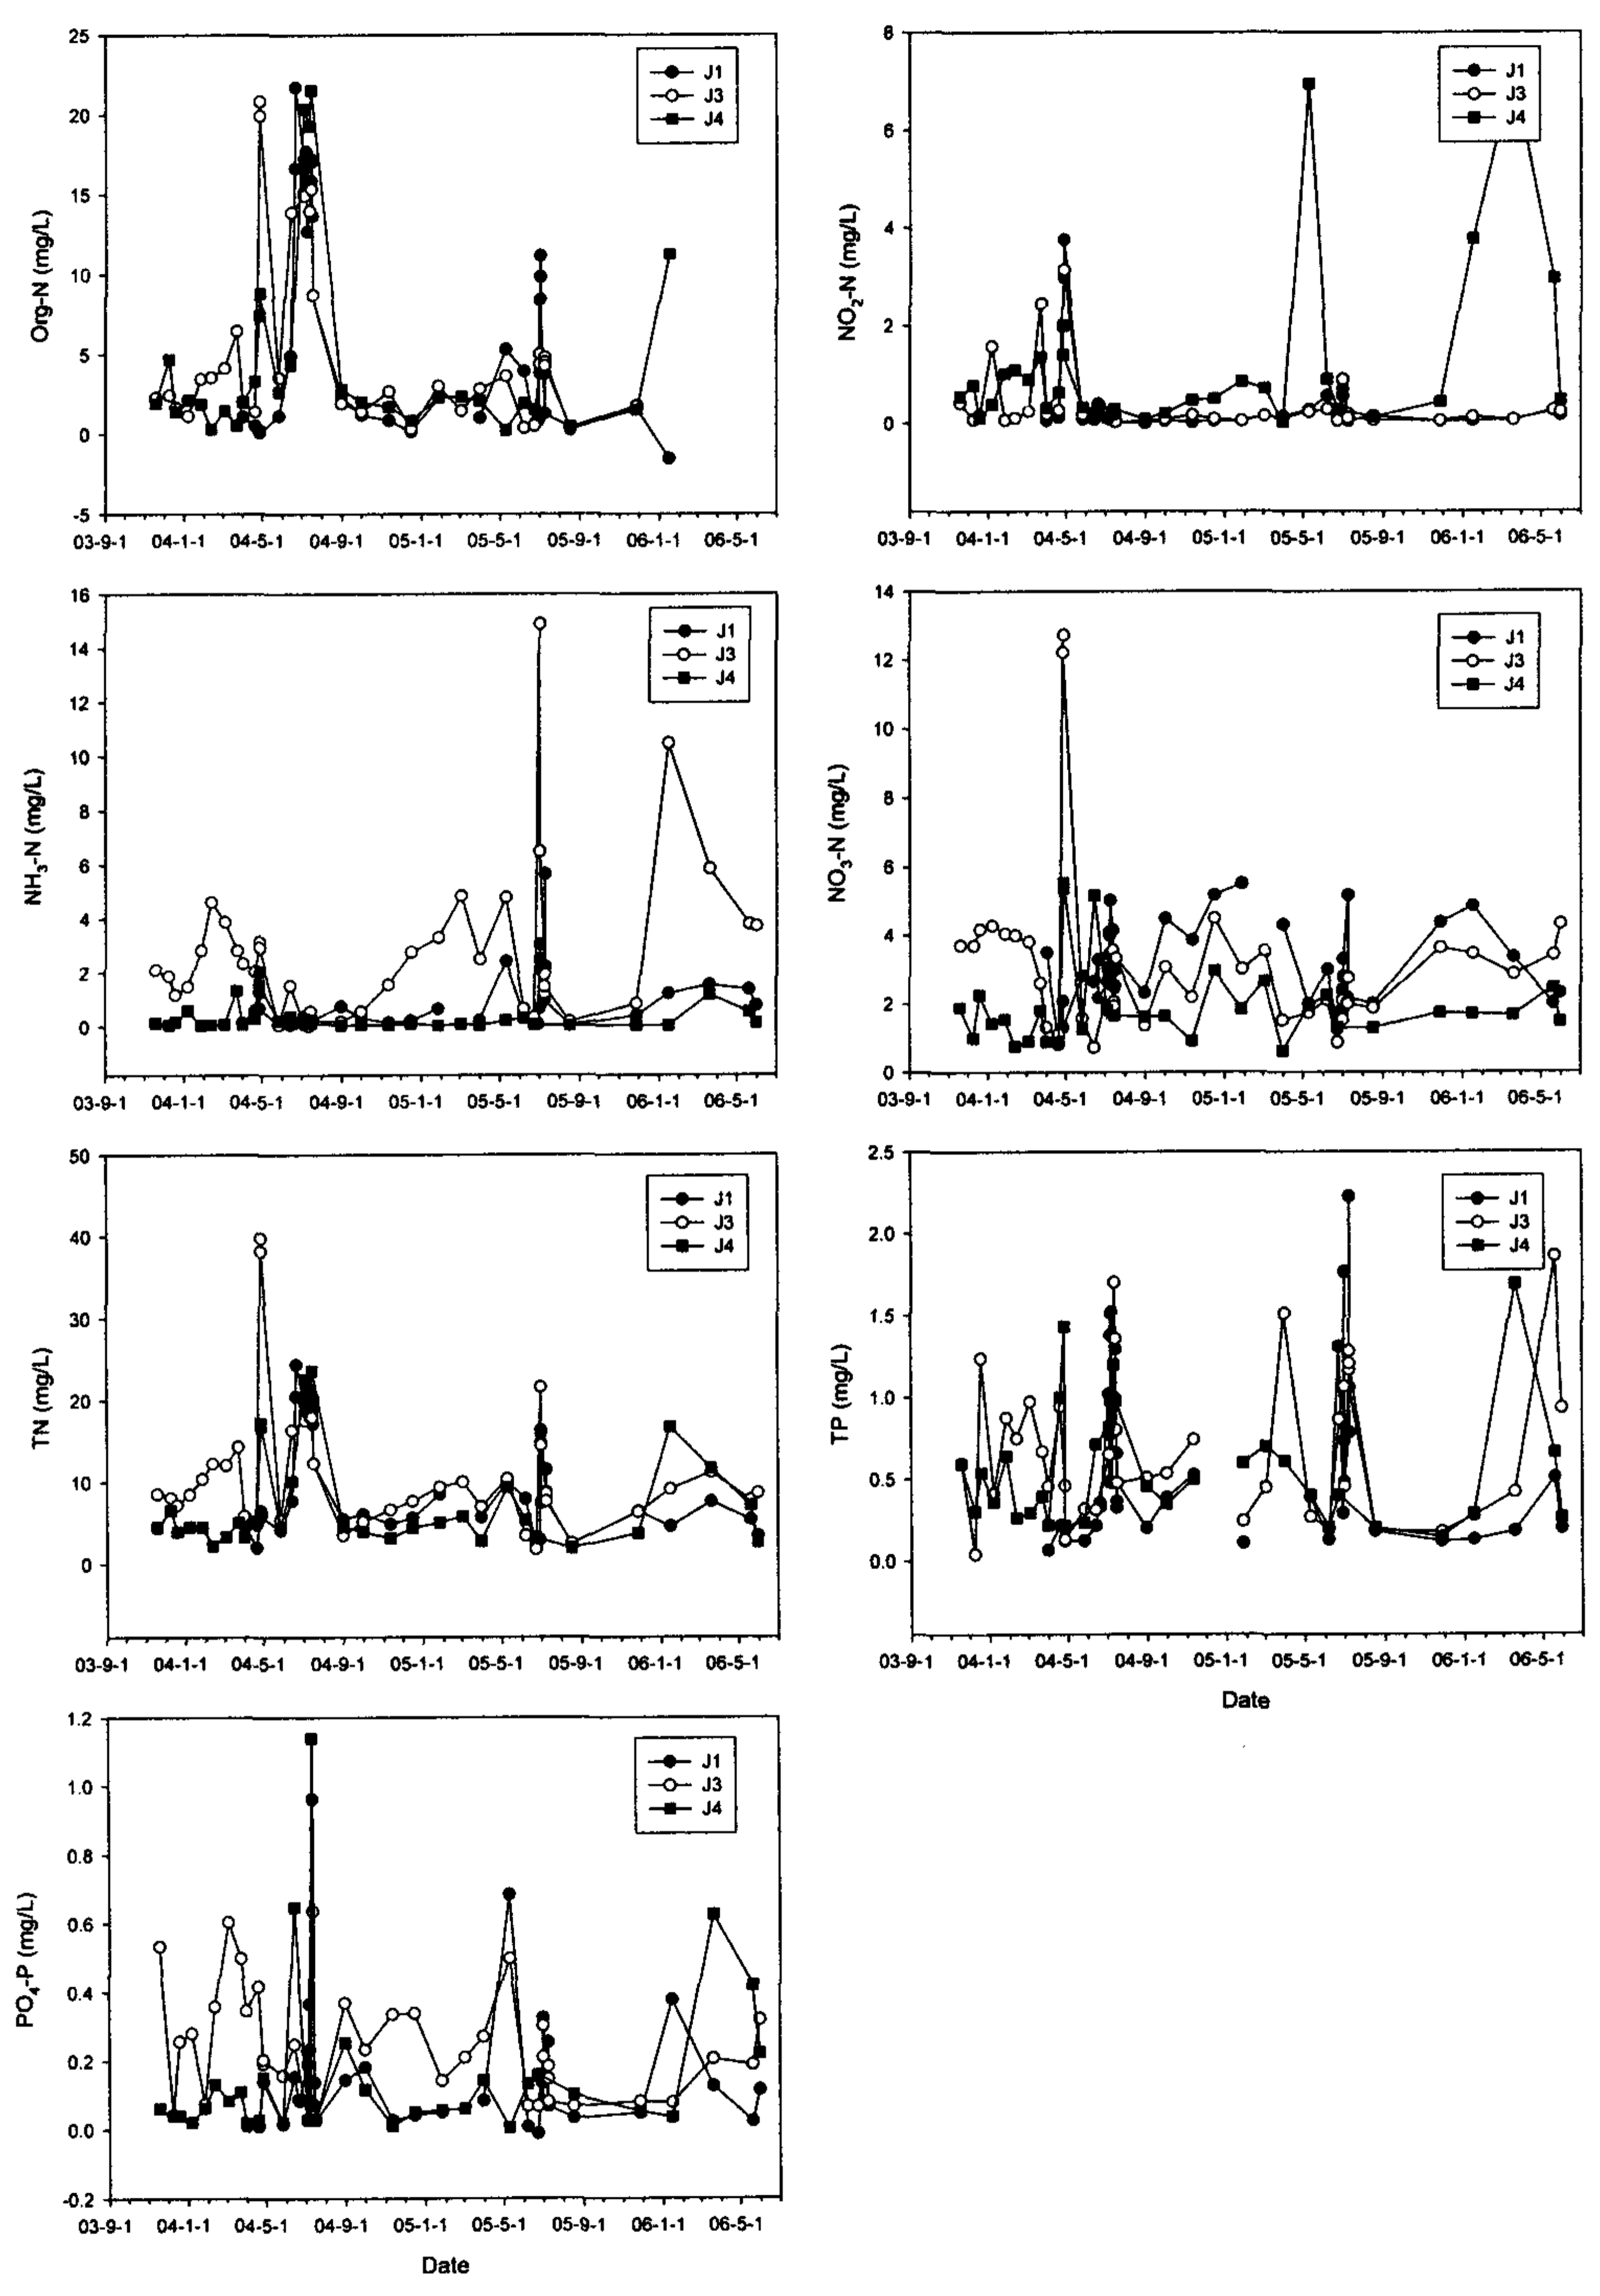 25
20
15
10
5
0
-5
Org-N (mg/L)
J1
J3
J4
03-9-1 04-1-1 04-5-1 04-9-1 05-1-1 05-5-1 05-9-1 06-1-1 06-5-1
8
6
4
2
0
NO2-N (mg/L)
J1
J3
J4
03-9-1 04-1-1 04-5-1 04-9-1 05-1-1 05-5-1 05-9-1 06-1-1 06-5-1
16
14
12
10
8
6
4
2
0
NH3-N (mg/L)
J1
J3
J4
03-9-1 04-1-1 04-5-1 04-9-1 05-1-1 05-5-1 05-9-1 06-1-1 06-5-1
14
12
10
8
6
4
2
0
NO3-N (mg/L)
J1
J3
J4
03-9-1 04-1-1 04-5-1 04-9-1 05-1-1 05-5-1 05-9-1 06-1-1 06-5-1
50
40
30
20
10
0
TN (mg/L)
J1
J3
J4
03-9-1 04-1-1 04-5-1 04-9-1 05-1-1 05-5-1 05-9-1 06-1-1 06-5-1
2.5
2.0
1.5
1.0
0.5
0.0
TP (mg/L)
J1
J3
J4
03-9-1 04-1-1 04-5-1 04-9-1 05-1-1 05-5-1 05-9-1 06-1-1 06-5-1
Date
1.2
1.0
0.8
0.6
0.4
0.2
0.0
-0.2
PO4-P (mg/L)
J1
J3
J4
03-9-1 04-1-1 04-5-1 04-9-1 05-1-1 05-5-1 05-9-1 06-1-1 06-5-1
Date